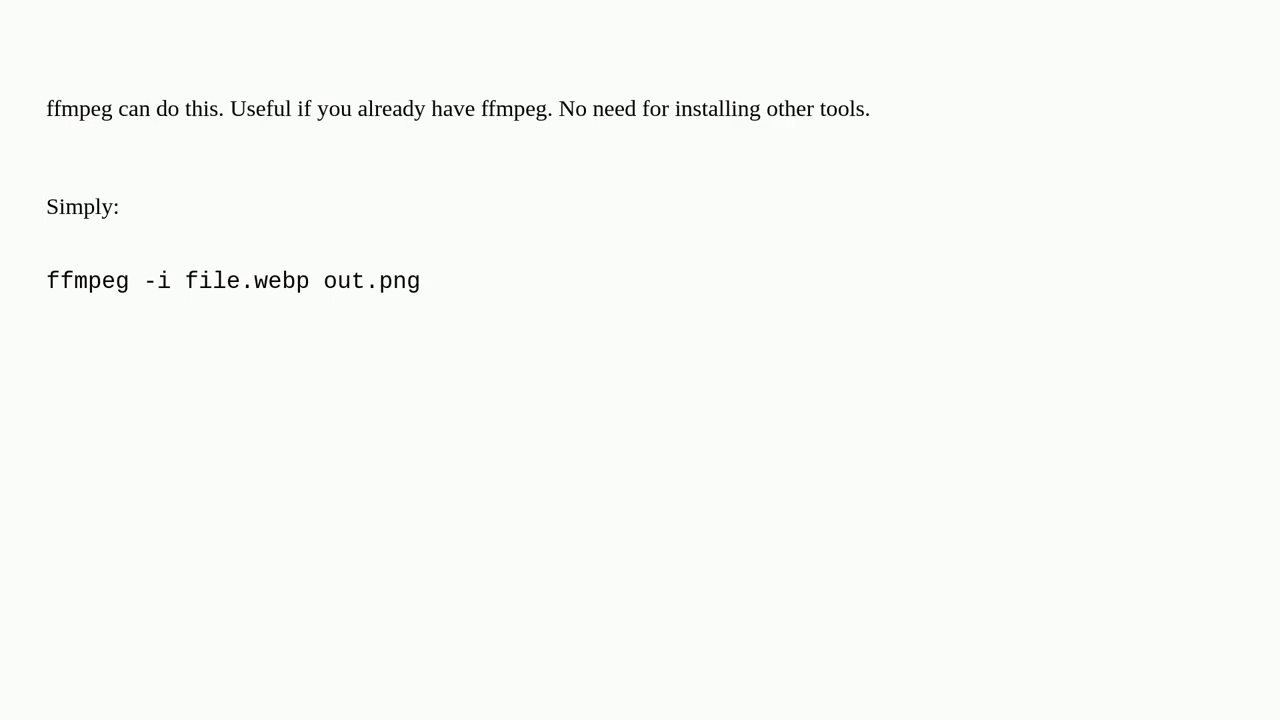 ffmpeg can do this. Useful if you already have ffmpeg. No need for installing other tools.
Simply:
ffmpeg -i file.webp out.png